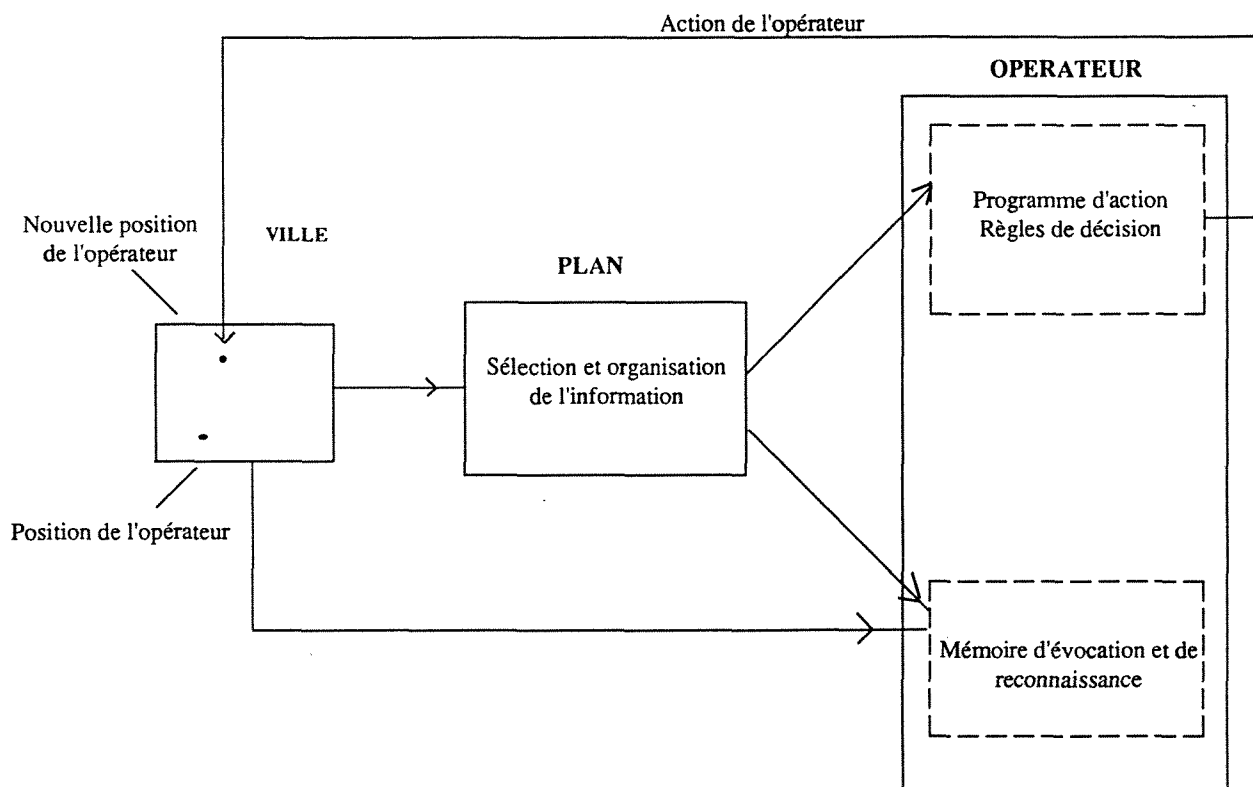 Action de l'opérateur
OPERATEUR
Programme d'action
Règles de décision
Nouvelle position
de l'opérateur
VILLE
PLAN
Sélection et organisation
de l'information
Position de l'opérateur
Mémoire d'évocation et de
reconnaissance